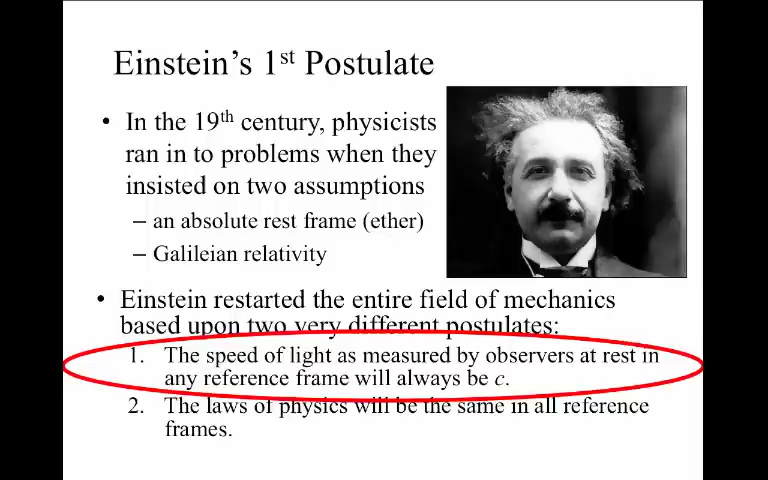 Einstein's 1st Postulate
• In the 19th century, physicists
ran in to problems when they
insisted on two assumptions
– an absolute rest frame (ether)
– Galileian relativity
• Einstein restarted the entire field of mechanics
based upon two very different postulates:
1. The speed of light as measured by observers at rest in
any reference frame will always be c.
2. The laws of physics will be the same in all reference
frames.